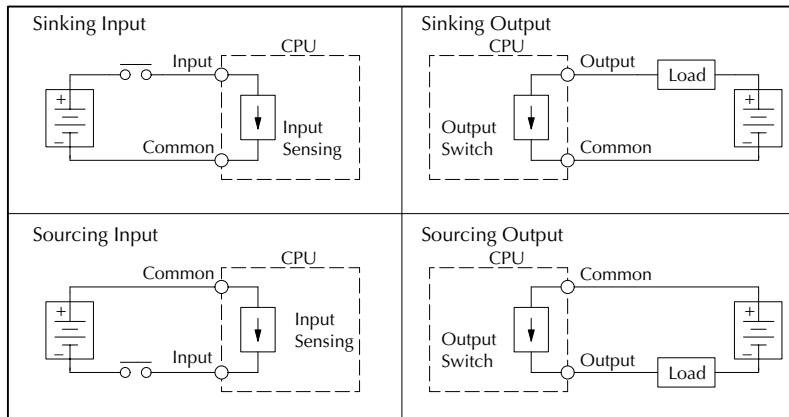 Sinking Input
CPU
Input
+
–
Input
Sensing
Common
Sinking Output
CPU
Output
Load
+
–
Output
Switch
Common
Sourcing Input
CPU
Common
+
–
Input
Sensing
Input
Sourcing Output
CPU
Common
+
–
Output
Switch
Output
Load